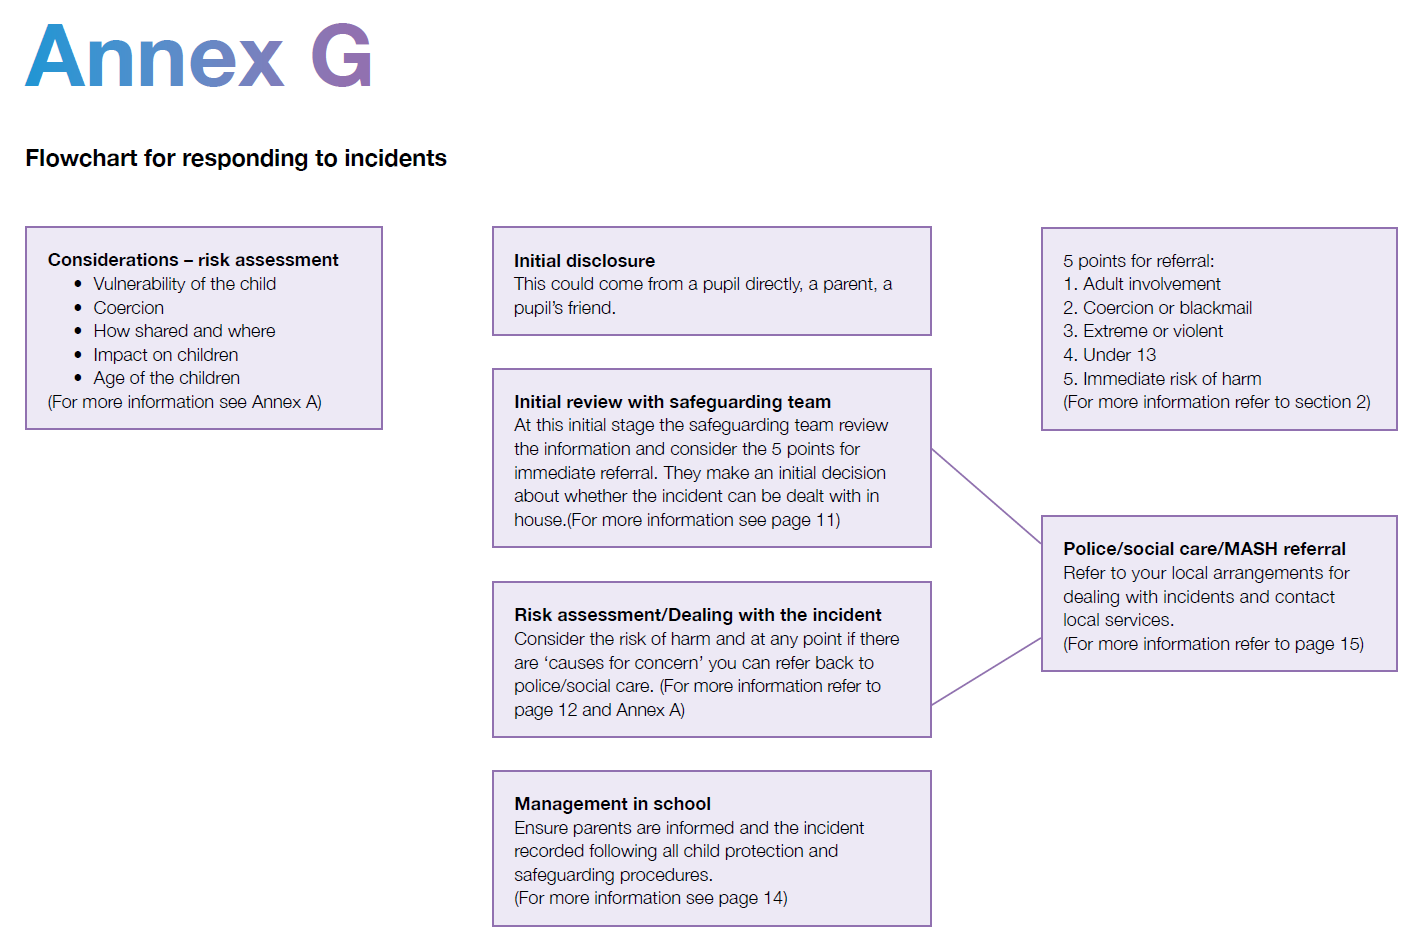 Annex G
Flowchart for responding to incidents
Considerations – risk assessment
• Vulnerability of the child
• Coercion
• How shared and where
• Impact on children
• Age of the children
(For more information see Annex A)
Initial disclosure
This could come from a pupil directly, a parent, a
pupil’s friend.
Initial review with safeguarding team
At this initial stage the safeguarding team review
the information and consider the 5 points for
immediate referral. They make an initial decision
about whether the incident can be dealt with in
house.(For more information see page 11)
Risk assessment/Dealing with the incident
Consider the risk of harm and at any point if there
are ‘causes for concern’ you can refer back to
police/social care. (For more information refer to
page 12 and Annex A)
Management in school
Ensure parents are informed and the incident
recorded following all child protection and
safeguarding procedures.
(For more information see page 14)
5 points for referral:
1. Adult involvement
2. Coercion or blackmail
3. Extreme or violent
4. Under 13
5. Immediate risk of harm
(For more information refer to section 2)
Police/social care/MASH referral
Refer to your local arrangements for
dealing with incidents and contact
local services.
(For more information refer to page 15)